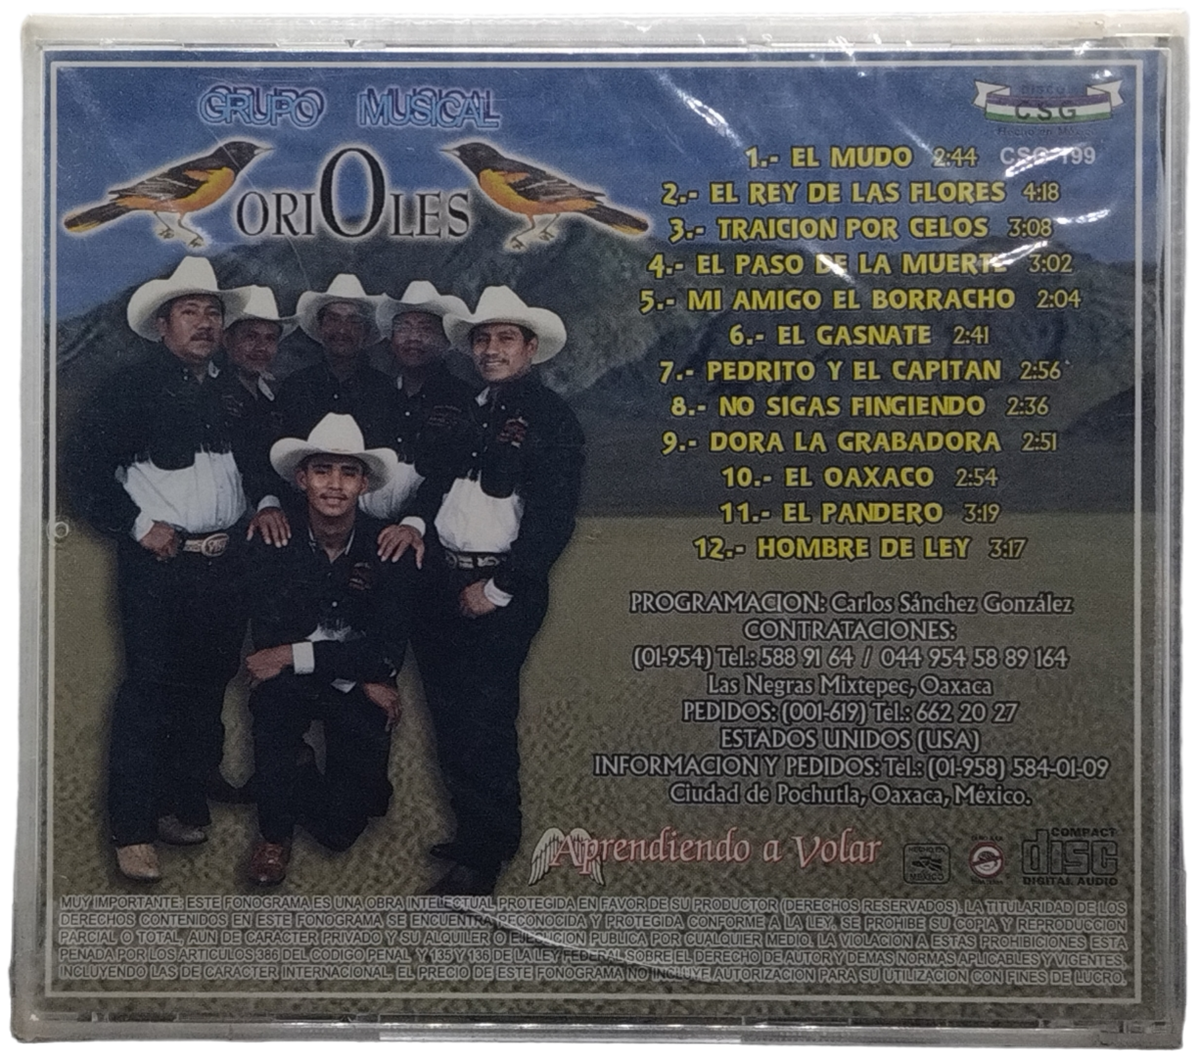 GRUPO MUSICAL
ORIOLES
DISCO
C.S.G
Hecho en México
1.- EL MUDO 2:44 CSG-199
2.- EL REY DE LAS FLORES 4:18
3.- TRAICION POR CELOS 3:08
4.- EL PASO DE LA MUERTE 3:02
5.- MI AMIGO EL BORRACHO 2:04
6.- EL GASNATE 2:41
7.- PEDRITO Y EL CAPITAN 2:56
8.- NO SIGAS FINGIENDO 2:36
9.- DORA LA GRABADORA 2:51
10.- EL OAXACO 2:54
11.- EL PANDERO 3:19
12.- HOMBRE DE LEY 3:17
PROGRAMACION: Carlos Sánchez González
CONTRATACIONES:
(01-954) Tel.: 588 91 64 / 044 954 58 89 164
Las Negras Mixtepec, Oaxaca
PEDIDOS: (001-619) Tel.: 662 20 27
ESTADOS UNIDOS (USA)
INFORMACION Y PEDIDOS: Tel.: (01-958) 584-01-09
Ciudad de Pochutla, Oaxaca, México.
Aprendiendo a Volar
HECHO EN
MEXICO
COMPACT
disc
DIGITAL AUDIO
MUY IMPORTANTE: ESTE FONOGRAMA ES UNA OBRA INTELECTUAL PROTEGIDA EN FAVOR DE SU PRODUCTOR (DERECHOS RESERVADOS). LA TITULARIDAD DE LOS
DERECHOS CONTENIDOS EN ESTE FONOGRAMA SE ENCUENTRA RECONOCIDA Y PROTEGIDA CONFORME A LA LEY. SE PROHIBE SU COPIA Y REPRODUCCION
PARCIAL O TOTAL, AUN DE CARACTER PRIVADO Y SU ALQUILER O EJECUCION PUBLICA POR CUALQUIER MEDIO. LA VIOLACION A ESTAS PROHIBICIONES ESTA
PENADA POR LOS ARTICULOS 386 DEL CODIGO PENAL Y 135 Y 136 DE LA LEY FEDERAL SOBRE EL DERECHO DE AUTOR Y DEMAS NORMAS APLICABLES Y VIGENTES,
INCLUYENDO LAS DE CARACTER INTERNACIONAL. EL PRECIO DE ESTE FONOGRAMA NO INCLUYE AUTORIZACION PARA SU UTILIZACION CON FINES DE LUCRO.